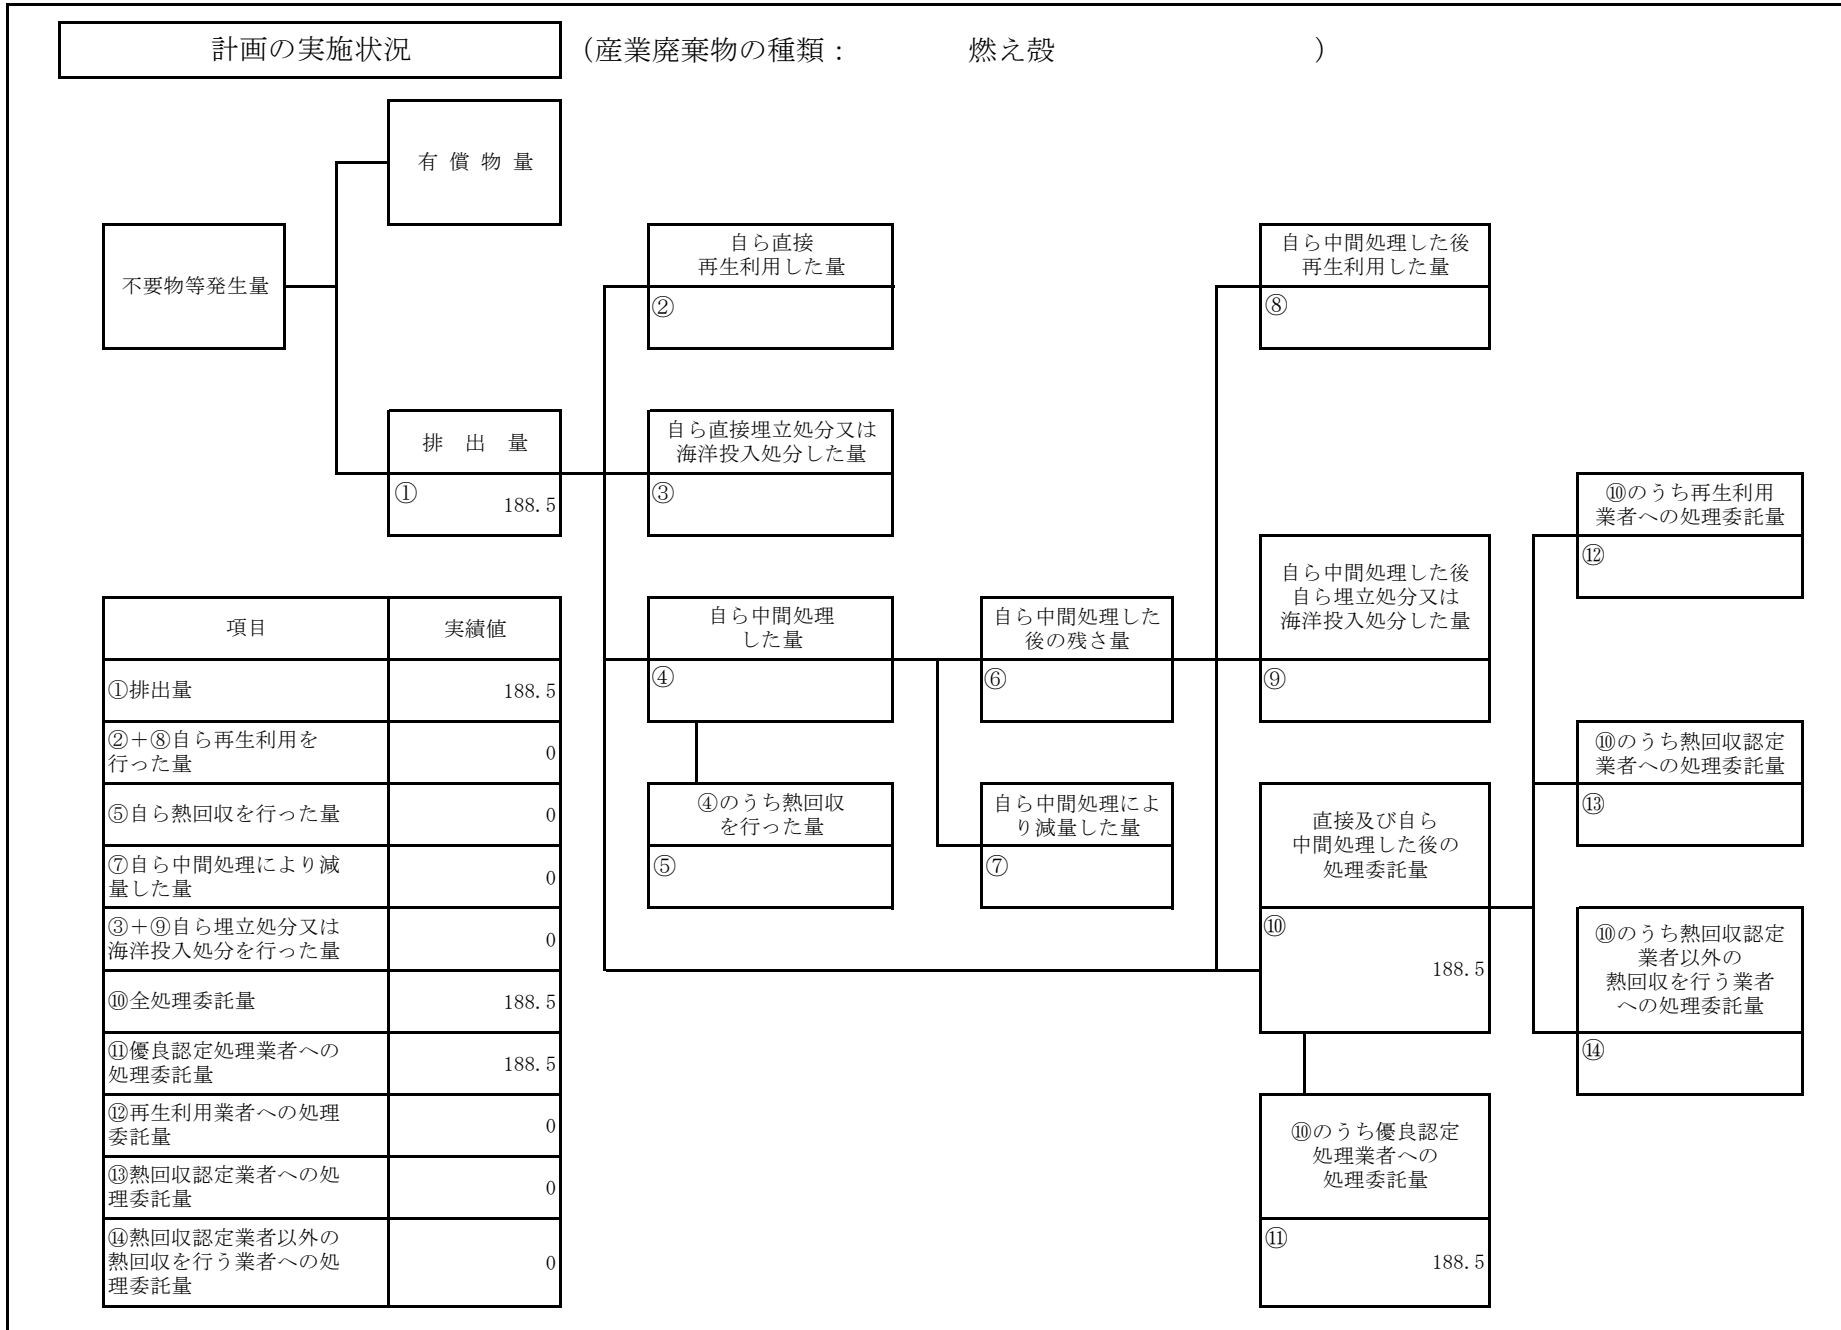 計画の実施状況
（産業廃棄物の種類： 燃え殻 ）
有 償 物 量
不要物等発生量
自ら直接
再生利用した量
②
自ら中間処理した後
再生利用した量
⑧
排 出 量
① 188.5
自ら直接埋立処分又は
海洋投入処分した量
③
⑩のうち再生利用
業者への処理委託量
⑫
自ら中間処理した後
自ら埋立処分又は
海洋投入処分した量
⑨
自ら中間処理
した量
④
自ら中間処理した
後の残さ量
⑥
⑩のうち熱回収認定
業者への処理委託量
⑬
④のうち熱回収
を行った量
⑤
自ら中間処理によ
り減量した量
⑦
直接及び自ら
中間処理した後の
処理委託量
⑩
188.5
⑩のうち熱回収認定
業者以外の
熱回収を行う業者
への処理委託量
⑭
⑩のうち優良認定
処理業者への
処理委託量
⑪
188.5
項目 実績値
①排出量 188.5
②＋⑧自ら再生利用を
行った量 0
⑤自ら熱回収を行った量 0
⑦自ら中間処理により減
量した量 0
③＋⑨自ら埋立処分又は
海洋投入処分を行った量 0
⑩全処理委託量 188.5
⑪優良認定処理業者への
処理委託量 188.5
⑫再生利用業者への処理
委託量 0
⑬熱回収認定業者への処
理委託量 0
⑭熱回収認定業者以外の
熱回収を行う業者への処 0
理委託量